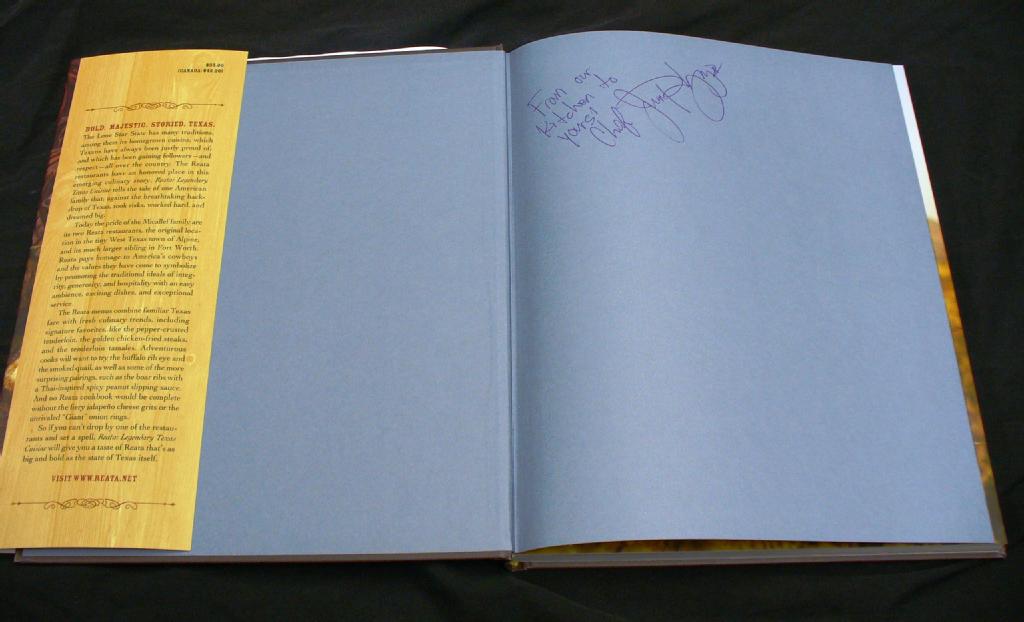 (CANADA: $42.00)
BOLD. MAJESTIC. STORIED. TEXAS.
The Lone Star State has many traditions,
among them its homegrown cuisine, which
Texans have always been justly proud of,
and which has been gaining followers—and
respect—all over the country. The Reata
restaurants have an honored place in this
emerging culinary story. Reata: Legendary
Texas Cuisine tells the tale of one American
family that, against the breathtaking back-
drop of Texas, took risks, worked hard, and
dreamed big.
Today the pride of the Micallef family are
its two Reata restaurants, the original loca-
tion in the tiny West Texas town of Alpine,
and its much larger sibling in Fort Worth.
Reata pays homage to America's cowboys
and the values they have come to symbolize
by promoting the traditional ideals of integ-
rity, generosity, and hospitality with an easy
ambience, exciting dishes, and exceptional
service.
The Reata menus combine familiar Texas
fare with fresh culinary trends, including
signature favorites, like the pepper-crusted
tenderloin, the golden chicken-fried steaks,
and the tenderloin tamales. Adventurous
cooks will want to try the buffalo rib eye and
the smoked quail, as well as some of the more
surprising pairings, such as the boar ribs with
a Thai-inspired spicy peanut dipping sauce.
And no Reata cookbook would be complete
without the fiery jalapeño cheese grits or the
unrivaled "Giant" onion rings.
So if you can't drop by one of the restau-
rants and set a spell, Reata: Legendary Texas
Cuisine will give you a taste of Reata that's as
big and bold as the state of Texas itself.
VISIT WWW.REATA.NET
From our
kitchen to
yours!
Chef